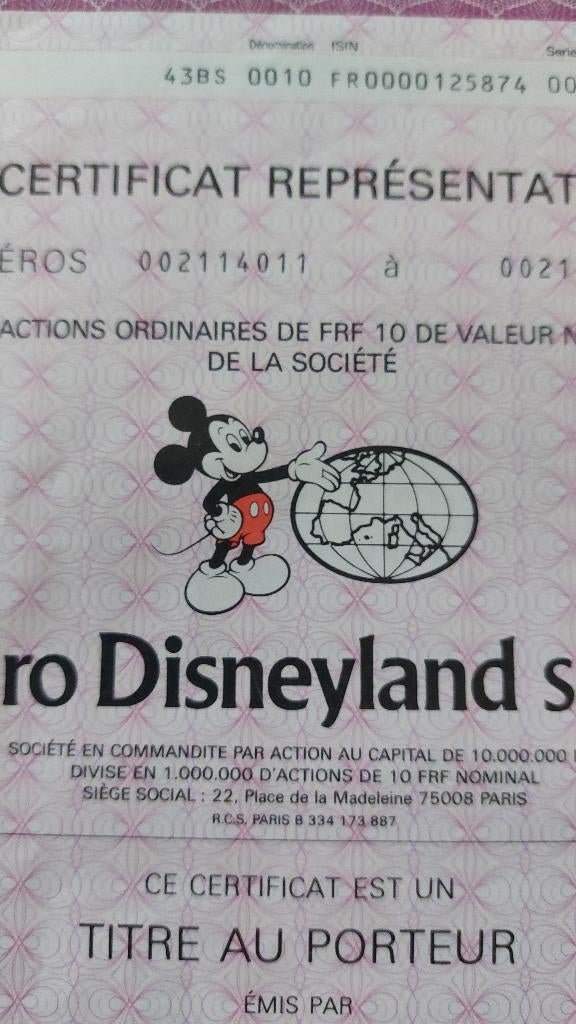 Dénomination ISIN Serie
43BS 0010 FR0000125874 00
CERTIFICAT REPRÉSENTAT
ÉROS 002114011 à 0021
ACTIONS ORDINAIRES DE FRF 10 DE VALEUR N
DE LA SOCIÉTÉ
ro Disneyland s
SOCIÉTÉ EN COMMANDITE PAR ACTION AU CAPITAL DE 10.000.000
DIVISE EN 1.000.000 D'ACTIONS DE 10 FRF NOMINAL
SIÈGE SOCIAL : 22, Place de la Madeleine 75008 PARIS
R.C.S. PARIS B 334 173 887
CE CERTIFICAT EST UN
TITRE AU PORTEUR
ÉMIS PAR